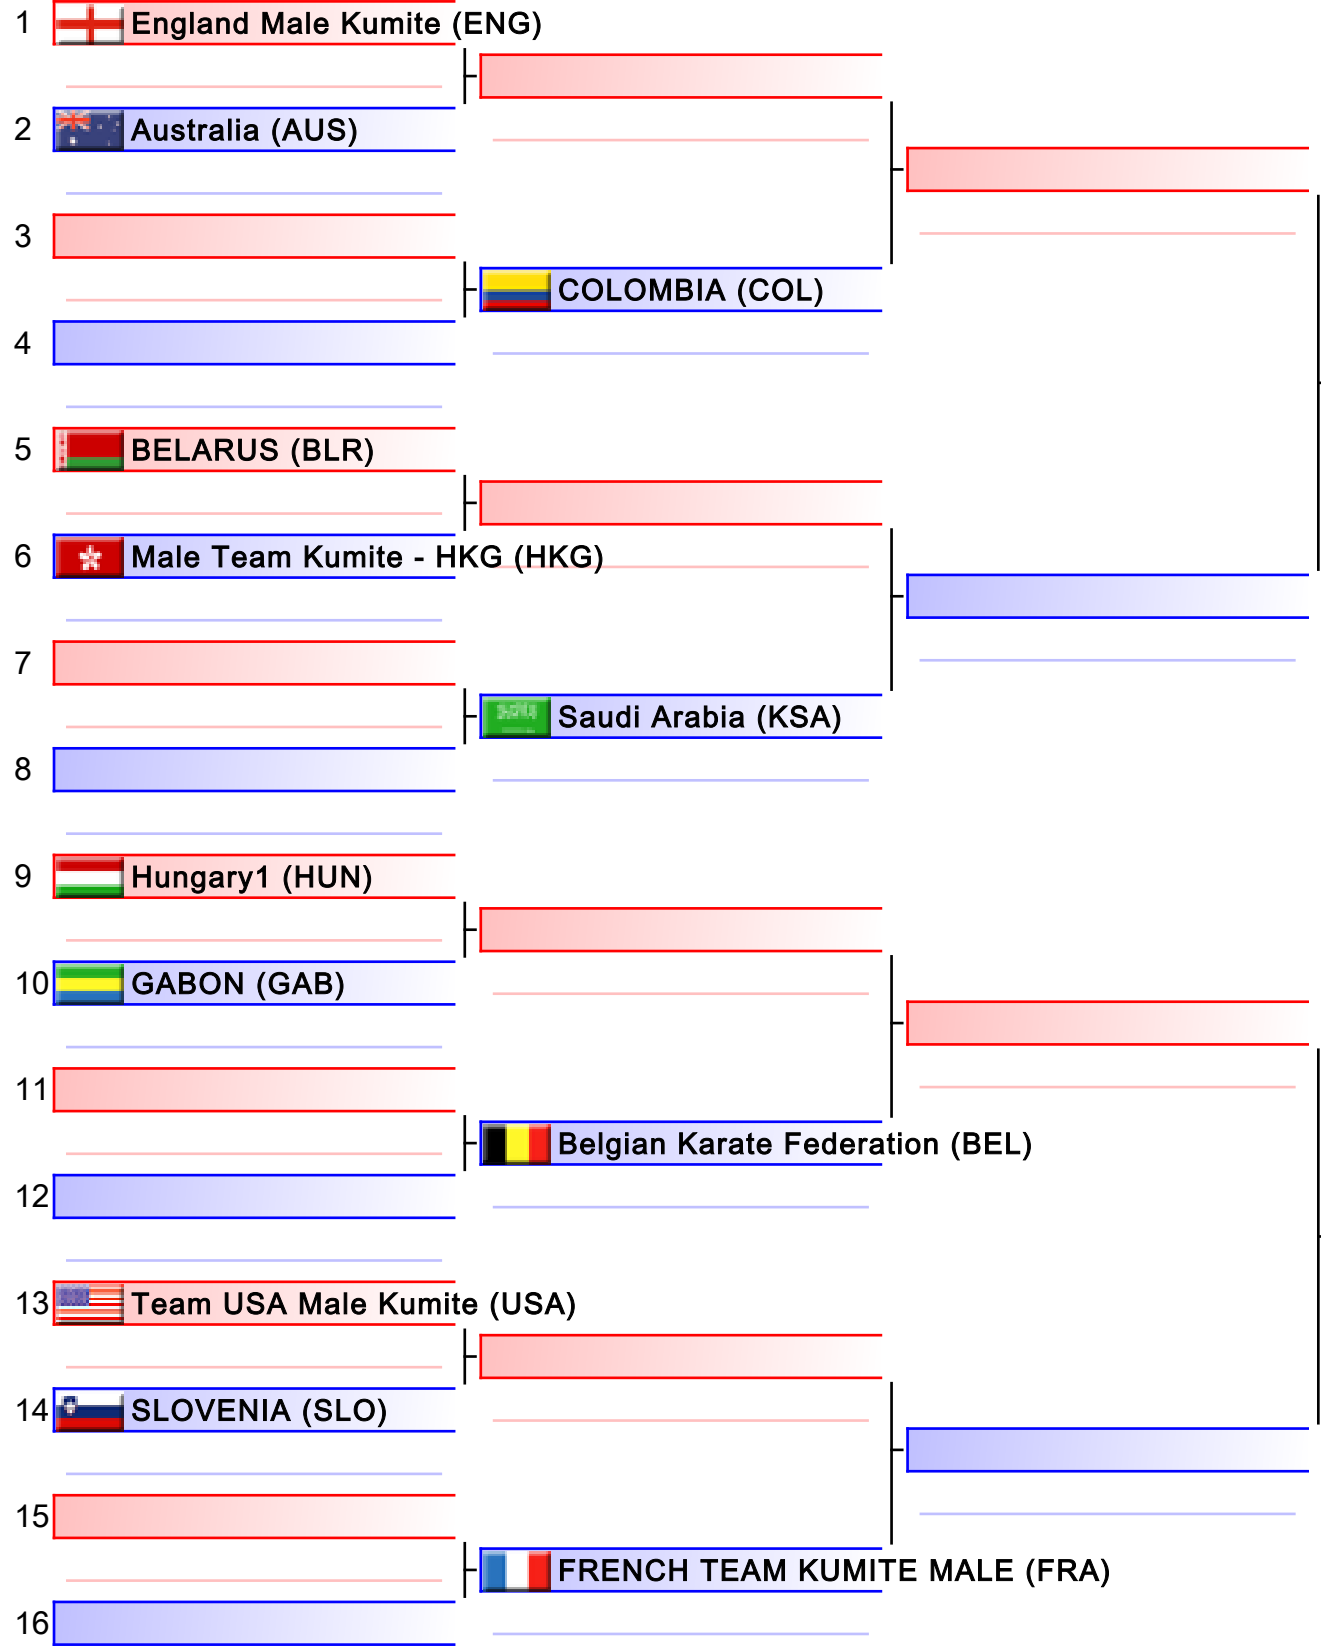 1 England Male Kumite (ENG)
2 Australia (AUS)
3
COLOMBIA (COL)
4
5 BELARUS (BLR)
6 Male Team Kumite - HKG (HKG)
7
Saudi Arabia (KSA)
8
9 Hungary1 (HUN)
10 GABON (GAB)
11
Belgian Karate Federation (BEL)
12
13 Team USA Male Kumite (USA)
14 SLOVENIA (SLO)
15
FRENCH TEAM KUMITE MALE (FRA)
16